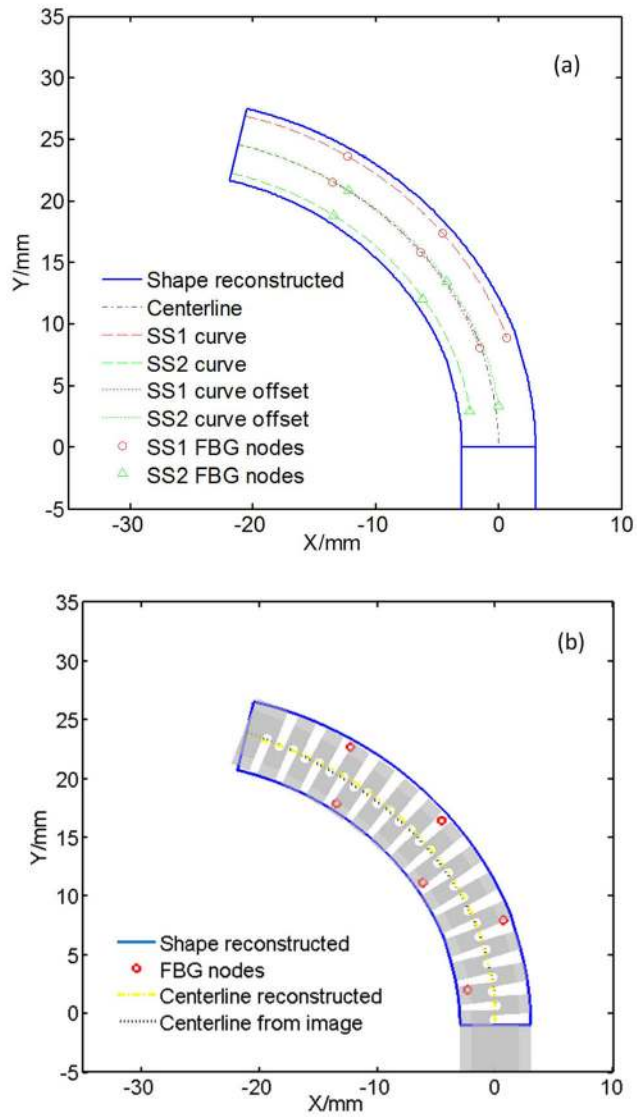 (a)
35
30
25
20
15
10
5
0
-5
Y/mm
Shape reconstructed
Centerline
SS1 curve
SS2 curve
SS1 curve offset
SS2 curve offset
SS1 FBG nodes
SS2 FBG nodes
-30 -20 -10 0 10
X/mm
(b)
35
30
25
20
15
10
5
0
-5
Y/mm
Shape reconstructed
FBG nodes
Centerline reconstructed
Centerline from image
-30 -20 -10 0 10
X/mm